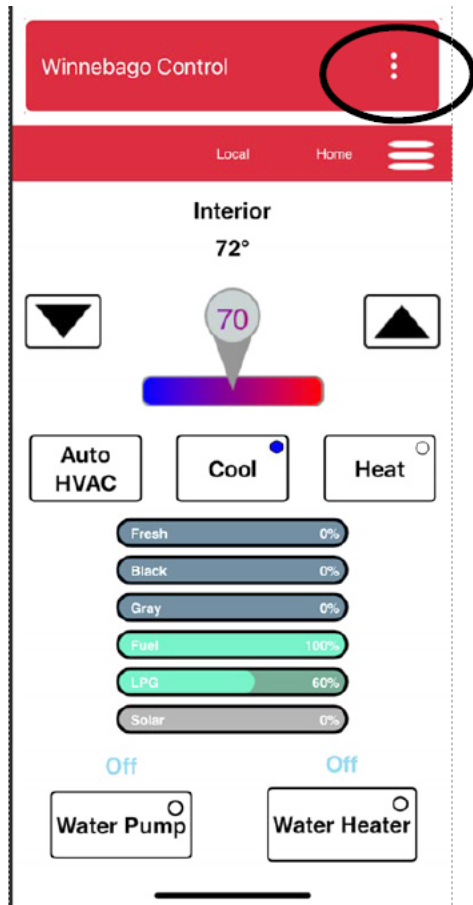 Winnebago Control
Local Home
Interior
72°
70
Auto
HVAC
Cool
Heat
Fresh 0%
Black 0%
Gray 0%
Fuel 100%
LPG 60%
Solar 0%
Off Off
Water Pump Water Heater